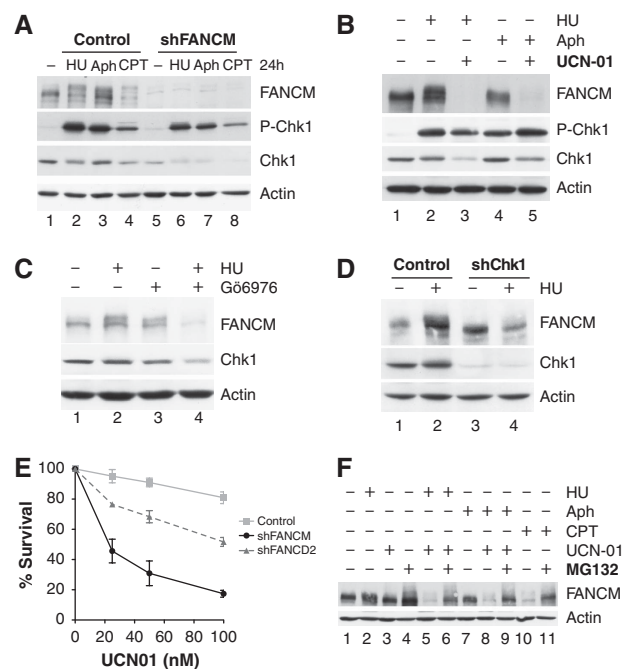 A
Control shFANCM
– HU Aph CPT – HU Aph CPT 24h
FANCM
P-Chk1
Chk1
Actin
1 2 3 4 5 6 7 8
B
– + + – – HU
– – – + + Aph
– – + – + UCN-01
FANCM
P-Chk1
Chk1
Actin
1 2 3 4 5
C
– + – + HU
– – + + Gö6976
FANCM
Chk1
Actin
1 2 3 4
D
Control shChk1
– + – + HU
FANCM
Chk1
Actin
1 2 3 4
E
% Survival
100
80
60
40
20
0
0 20 40 60 80 100
UCN01 (nM)
Control
shFANCM
shFANCD2
F
– + – – + + – – – – – HU
– – – – – – + + + – – Aph
– – – – – – – – – + + CPT
– – + – + + – + + – – UCN-01
– – – + – + – – + – + MG132
FANCM
Actin
1 2 3 4 5 6 7 8 9 10 11